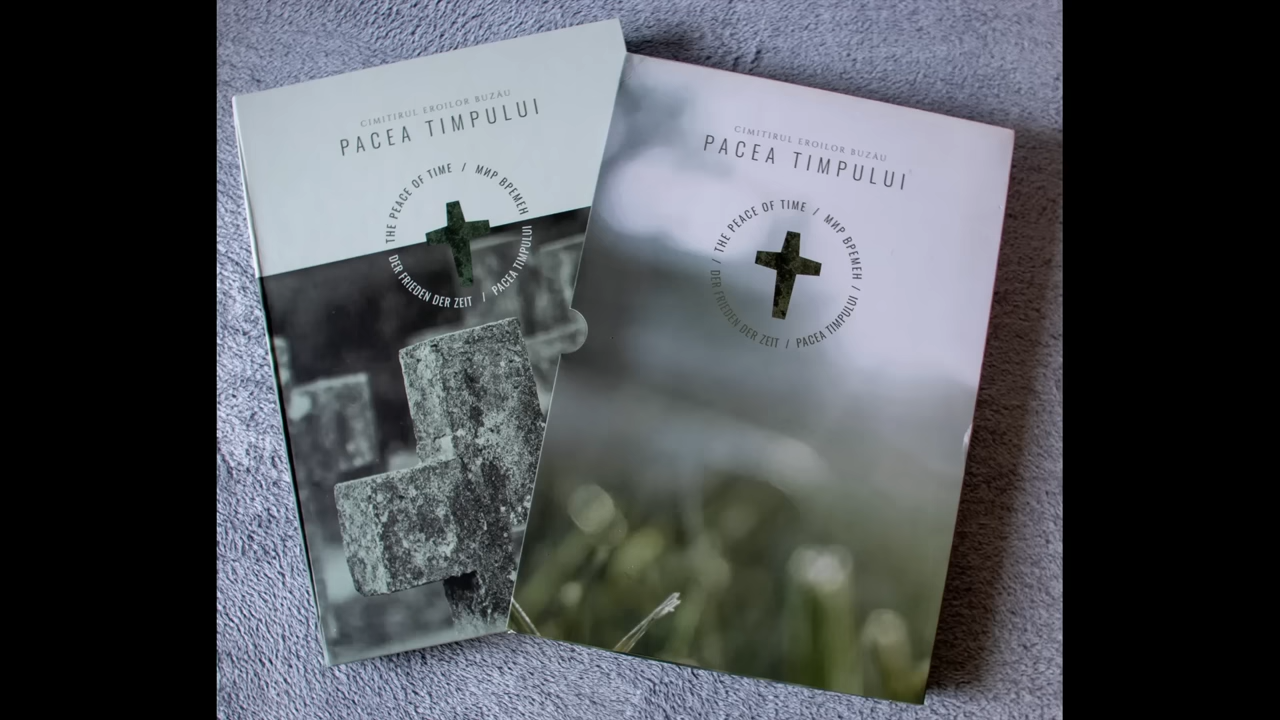 CIMITIRUL EROILOR BUZĂU
PACEA TIMPULUI
THE PEACE OF TIME / МИР ВРЕМЕН
PACEA TIMPULUI / DER FRIEDEN DER ZEIT
CIMITIRUL EROILOR BUZĂU
PACEA TIMPULUI
/ THE PEACE OF TIME / МИР ВРЕМЕН /
PACEA TIMPULUI / DER FRIEDEN DER ZEIT